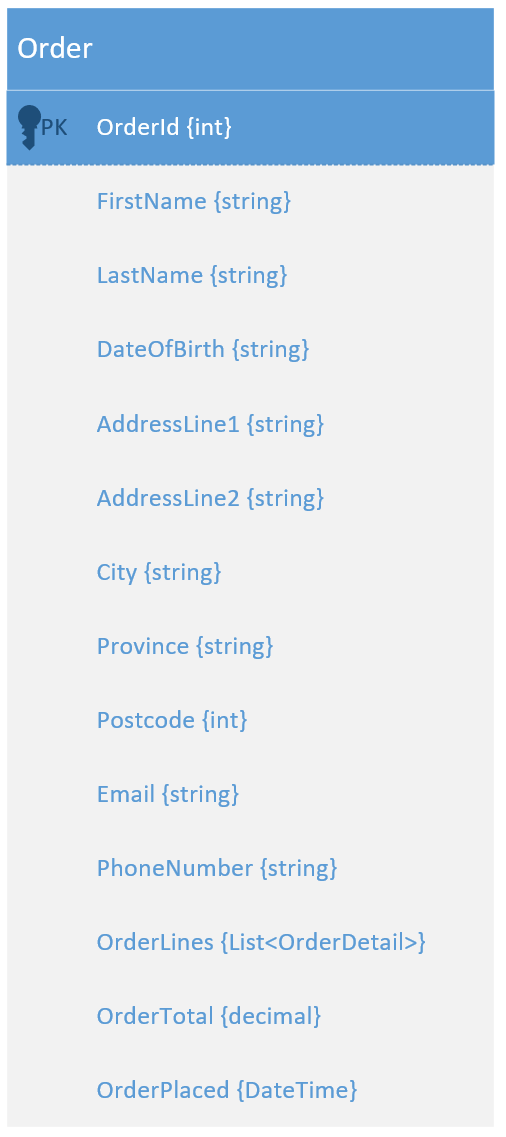 Order
PK OrderId {int}
FirstName {string}
LastName {string}
DateOfBirth {string}
AddressLine1 {string}
AddressLine2 {string}
City {string}
Province {string}
Postcode {int}
Email {string}
PhoneNumber {string}
OrderLines {List<OrderDetail>}
OrderTotal {decimal}
OrderPlaced {DateTime}